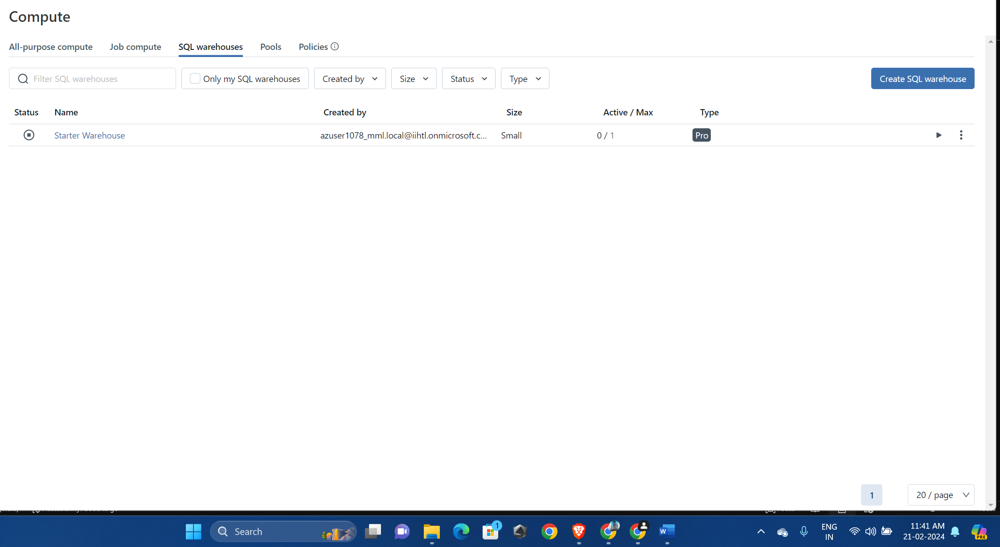 Compute
All-purpose compute Job compute SQL warehouses Pools Policies
Filter SQL warehouses Only my SQL warehouses Created by Size Status Type Create SQL warehouse
Status Name Created by Size Active / Max Type
Starter Warehouse azuser1078_mml.local@iihtl.onmicrosoft.c... Small 0 / 1 Pro
1 20 / page
Search 1 W ENG 11:41 AM
IN 21-02-2024 PRE